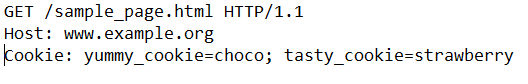 GET /sample_page.html HTTP/1.1
Host: www.example.org
Cookie: yummy_cookie=choco; tasty_cookie=strawberry